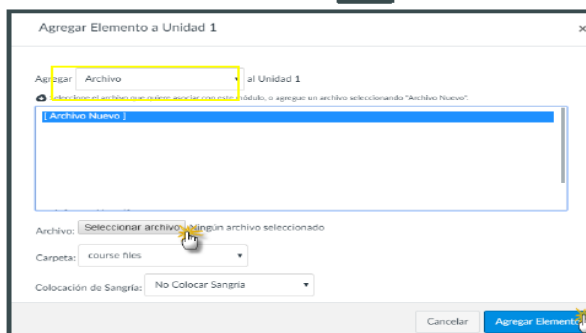 Agregar Elemento a Unidad 1
×
Agregar Archivo al Unidad 1
Seleccione el archivo que quiere asociar con este módulo, o agregue un archivo seleccionando "Archivo Nuevo".
[ Archivo Nuevo ]
Archivo: Seleccionar archivo Ningún archivo seleccionado
Carpeta: course files
Colocación de Sangría: No Colocar Sangría
Cancelar Agregar Elemento